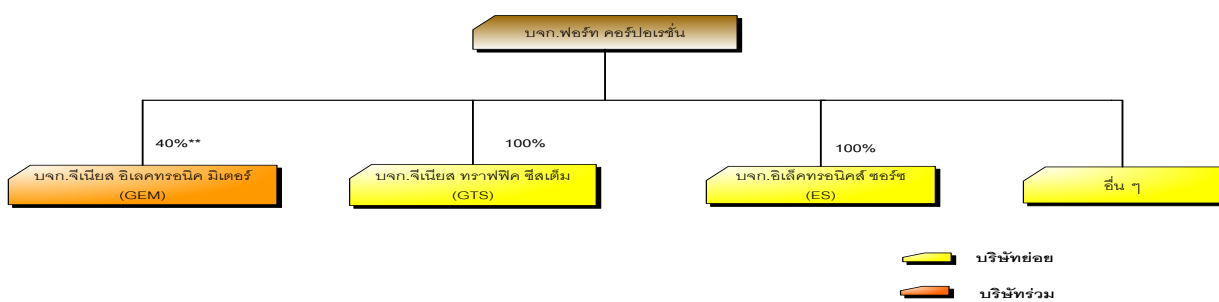 บจก.ฟอร์ท คอร์ปอเรชั่น
40%**
100%
100%
บจก.จีเนียส อิเลคทรอนิค มิเตอร์
(GEM)
บจก.จีเนียส ทราฟฟิค ซีสเต็ม
(GTS)
บจก.อิเล็คทรอนิคส์ ซอร์ซ
(ES)
อื่น ๆ
บริษัทย่อย
บริษัทร่วม